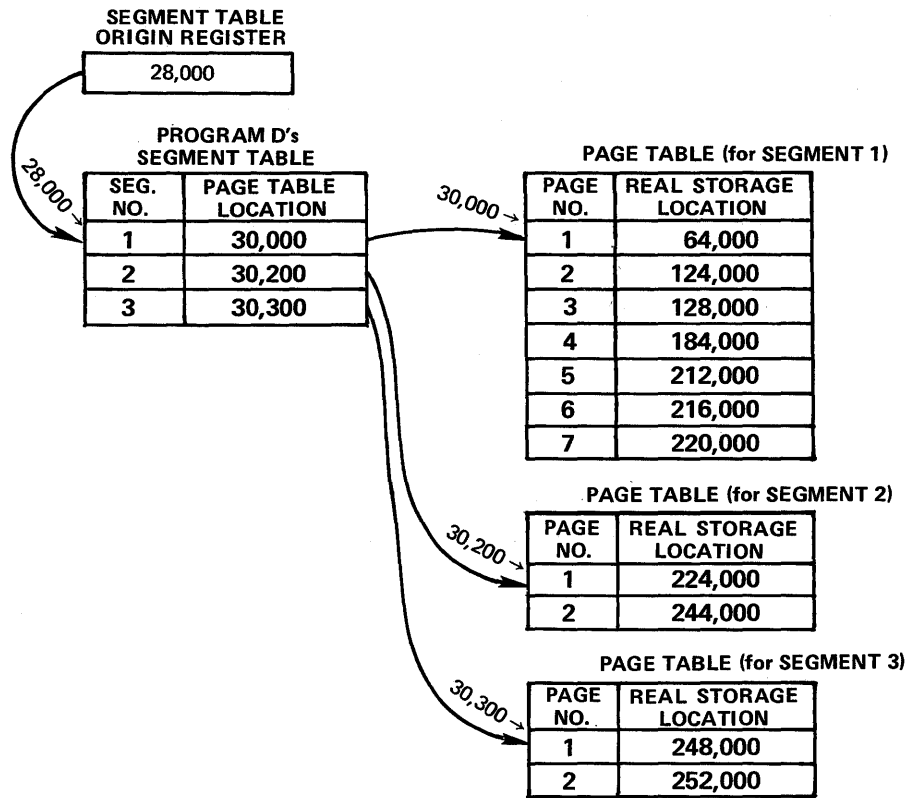 SEGMENT TABLE
ORIGIN REGISTER
28,000
PROGRAM D's
SEGMENT TABLE
28,000 →
SEG. NO. PAGE TABLE LOCATION
1 30,000
2 30,200
3 30,300
PAGE TABLE (for SEGMENT 1)
30,000 →
PAGE NO. REAL STORAGE LOCATION
1 64,000
2 124,000
3 128,000
4 184,000
5 212,000
6 216,000
7 220,000
PAGE TABLE (for SEGMENT 2)
30,200 →
PAGE NO. REAL STORAGE LOCATION
1 224,000
2 244,000
PAGE TABLE (for SEGMENT 3)
30,300 →
PAGE NO. REAL STORAGE LOCATION
1 248,000
2 252,000